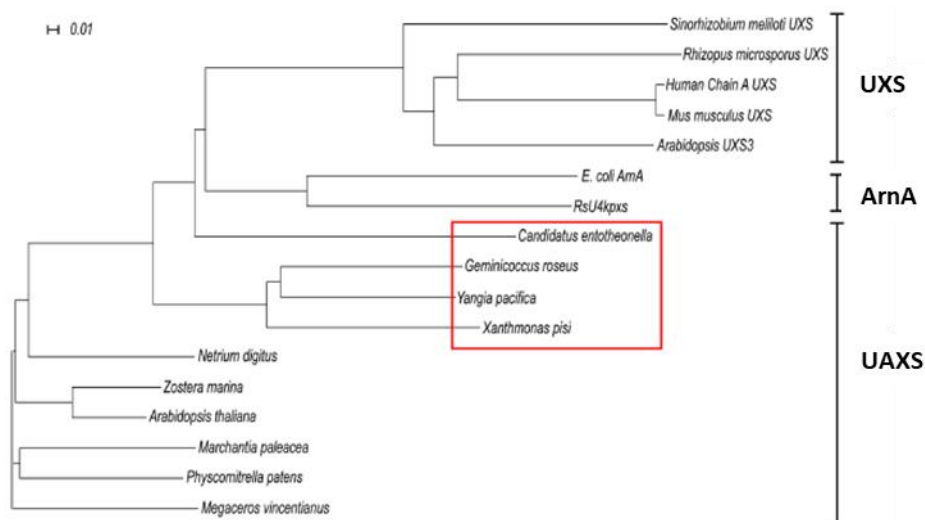 0.01
Sinorhizobium meliloti UXS
Rhizopus microsporus UXS
Human Chain A UXS
Mus musculus UXS
Arabidopsis UXS3
UXS
E. coli ArnA
RsU4kpxs
ArnA
Candidatus entotheonella
Geminicoccus roseus
Yangia pacifica
Xanthmonas pisi
Netrium digitus
Zostera marina
Arabidopsis thaliana
Marchantia paleacea
Physcomitrella patens
Megaceros vincentianus
UAXS